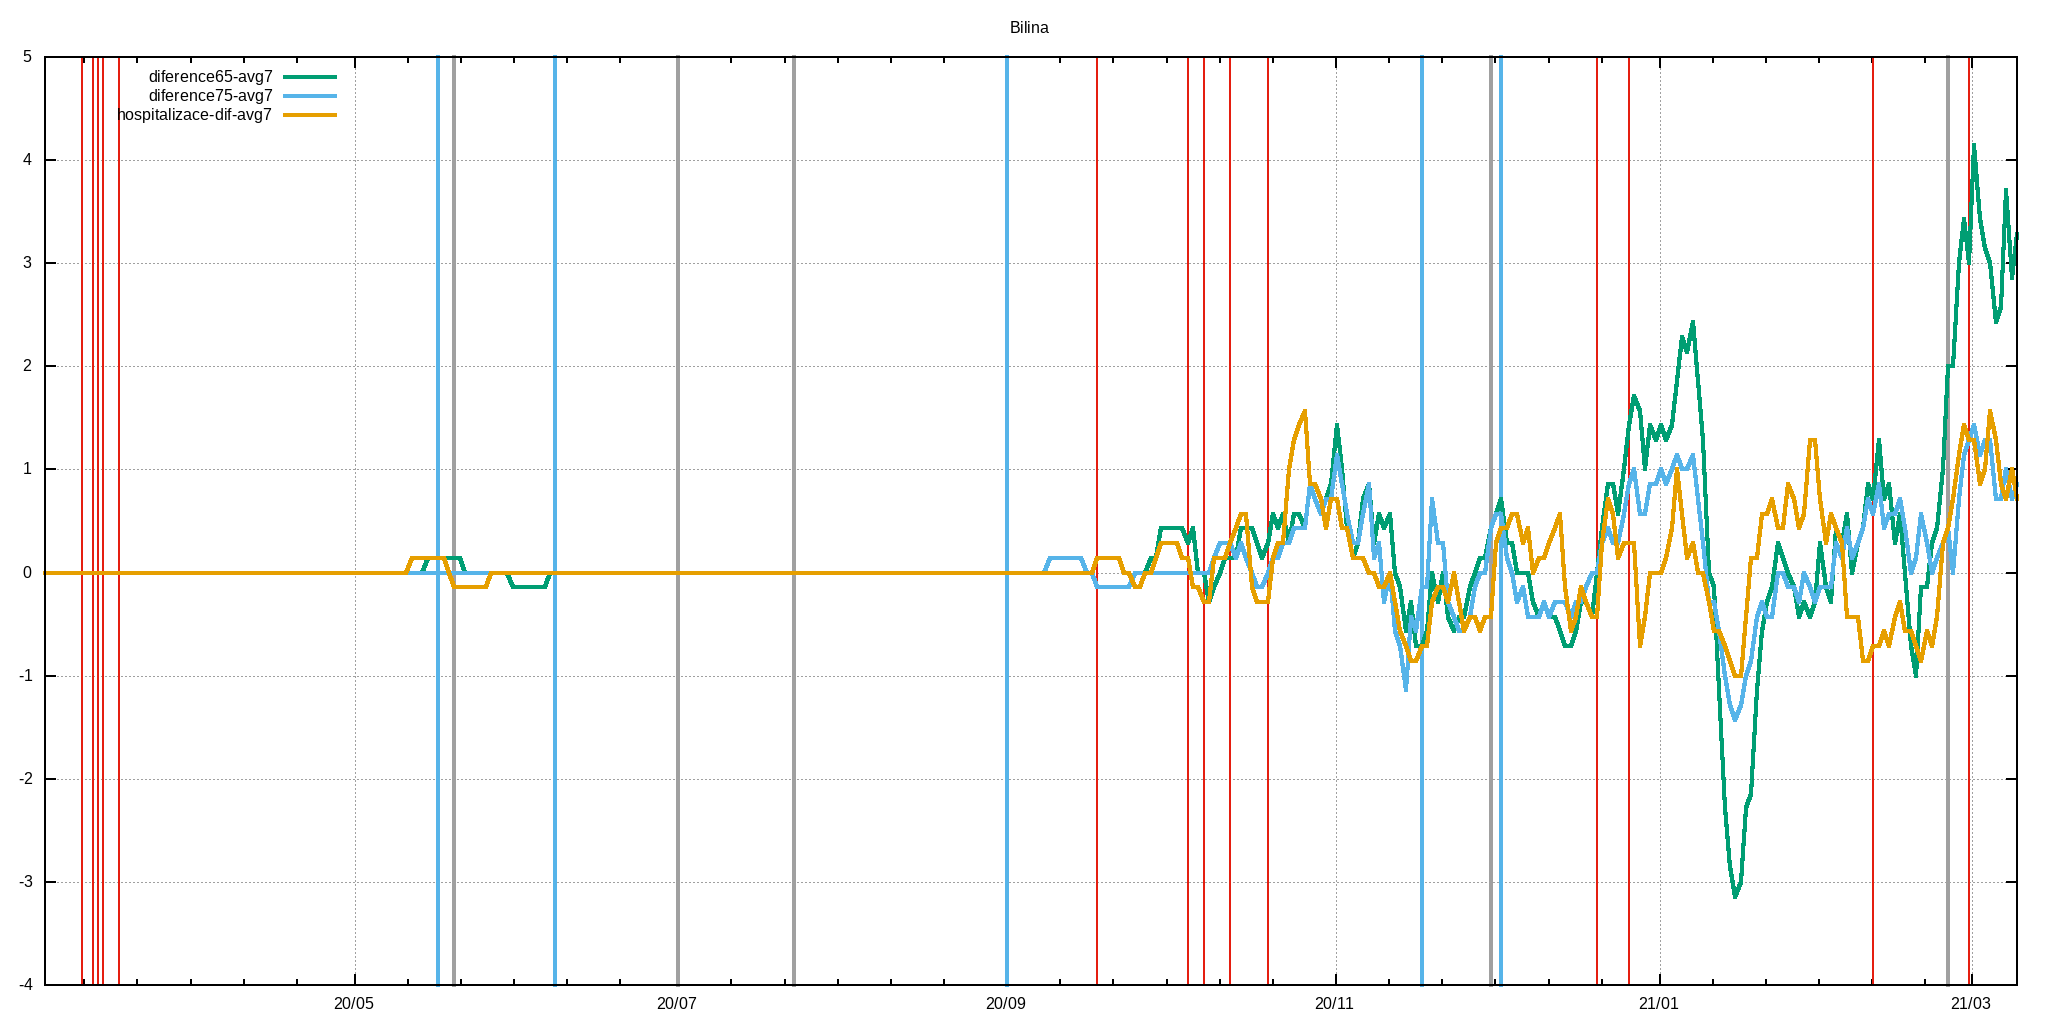 Bilina
5
diference65-avg7
diference75-avg7
hospitalizace-dif-avg7
4
3
2
1
0
-1
-2
-3
-4
20/05 20/07 20/09 20/11 21/01 21/03